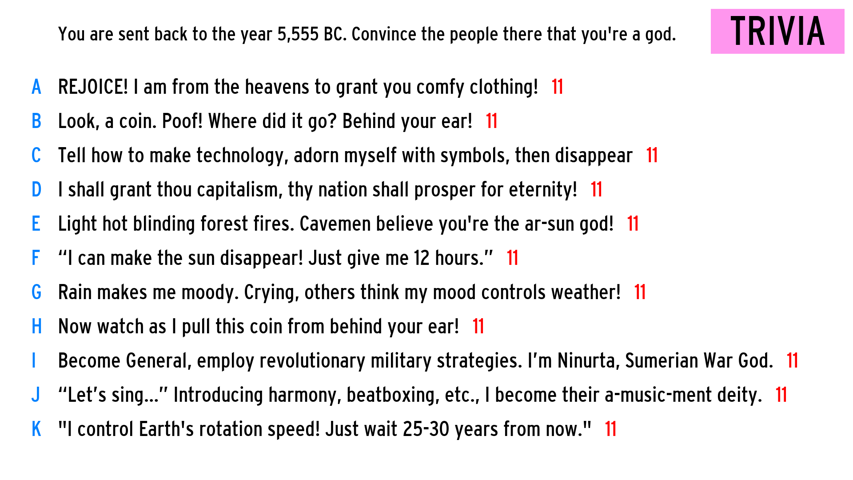 You are sent back to the year 5,555 BC. Convince the people there that you're a god.
TRIVIA
A REJOICE! I am from the heavens to grant you comfy clothing! 11
B Look, a coin. Poof! Where did it go? Behind your ear! 11
C Tell how to make technology, adorn myself with symbols, then disappear 11
D I shall grant thou capitalism, thy nation shall prosper for eternity! 11
E Light hot blinding forest fires. Cavemen believe you're the ar-sun god! 11
F “I can make the sun disappear! Just give me 12 hours.” 11
G Rain makes me moody. Crying, others think my mood controls weather! 11
H Now watch as I pull this coin from behind your ear! 11
I Become General, employ revolutionary military strategies. I’m Ninurta, Sumerian War God. 11
J “Let’s sing...” Introducing harmony, beatboxing, etc., I become their a-music-ment deity. 11
K "I control Earth's rotation speed! Just wait 25-30 years from now." 11